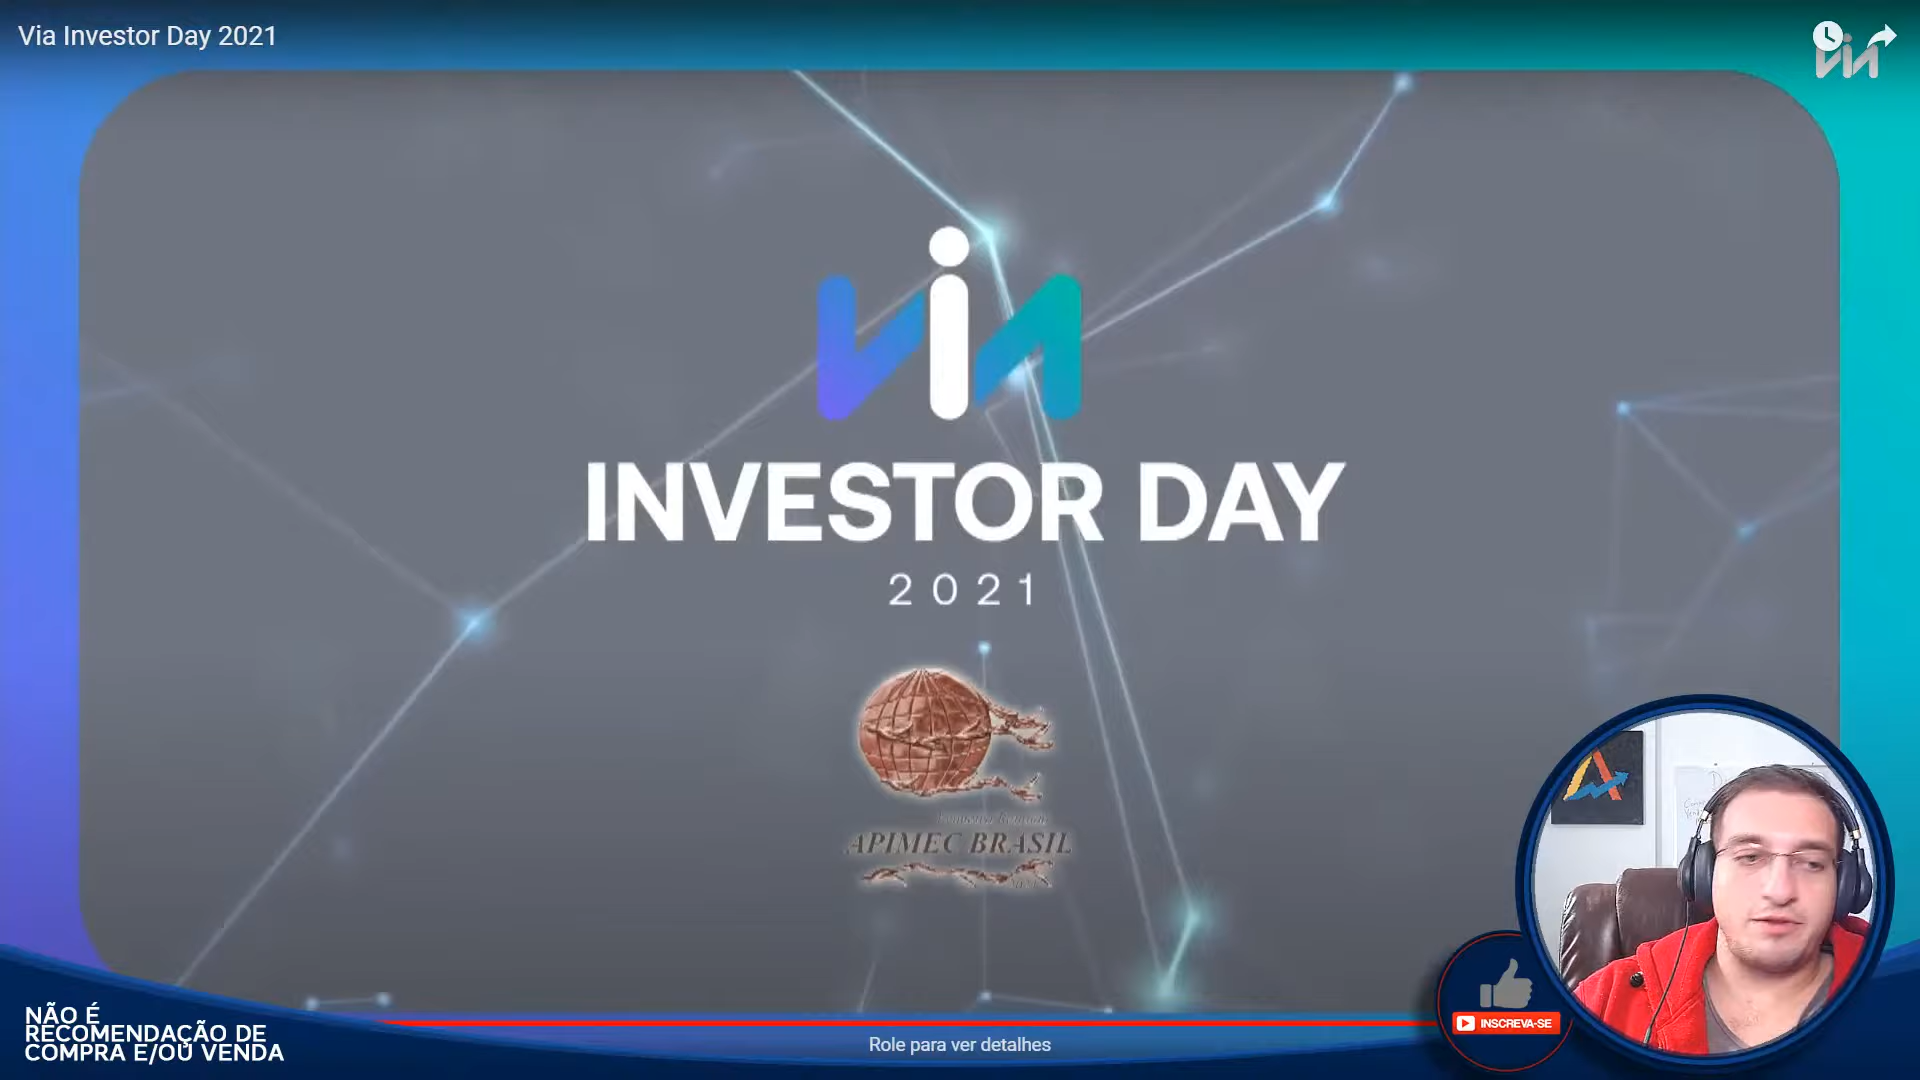 Via Investor Day 2021
via
via
INVESTOR DAY
2021
APIMEC BRASIL
NÃO É
RECOMENDAÇÃO DE
COMPRA E/OU VENDA
Role para ver detalhes
INSCREVA-SE